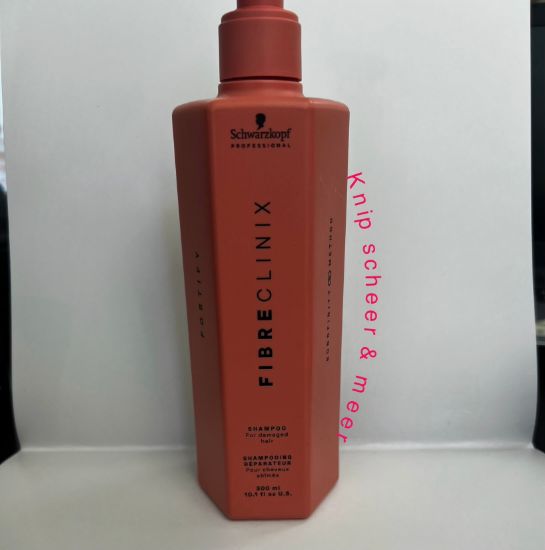 Schwarzkopf
PROFESSIONAL
FIBRECLINIX
FORTIFY
SHAMPOO
For damaged
hair
SHAMPOOING
RÉPARATEUR
Pour cheveux
abîmés
300 ml
10.1 fl oz U.S.
Knip scheer & meer